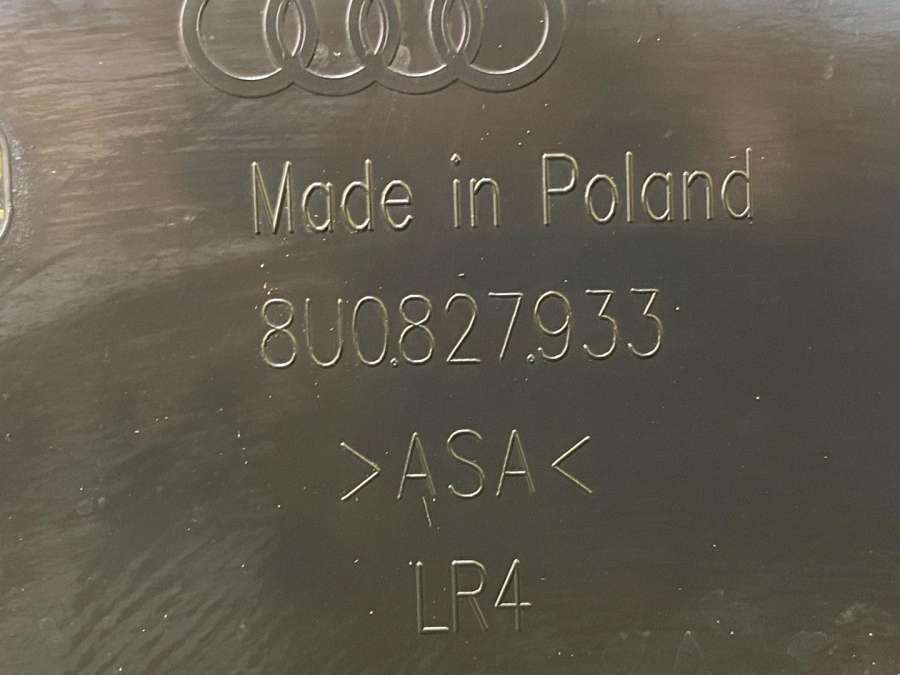 Made in Poland
8U0.827.933
>ASA<
LR4